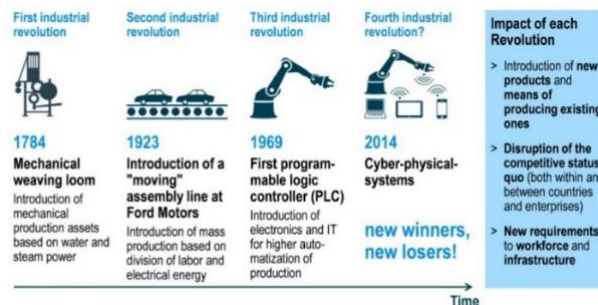 First industrial
revolution
Second industrial
revolution
Third industrial
revolution
Fourth industrial
revolution?
1784
Mechanical
weaving loom
Introduction of
mechanical
production assets
based on water and
steam power
1923
Introduction of a
"moving"
assembly line at
Ford Motors
Introduction of mass
production based on
division of labor and
electrical energy
1969
First program-
mable logic
controller (PLC)
Introduction of
electronics and IT
for higher auto-
matization of
production
2014
Cyber-physical-
systems
new winners,
new losers!
Time
Impact of each
Revolution
> Introduction of new
products and
means of
producing existing
ones
> Disruption of the
competitive status
quo (both within and
between countries
and enterprises)
> New requirements
to workforce and
infrastructure